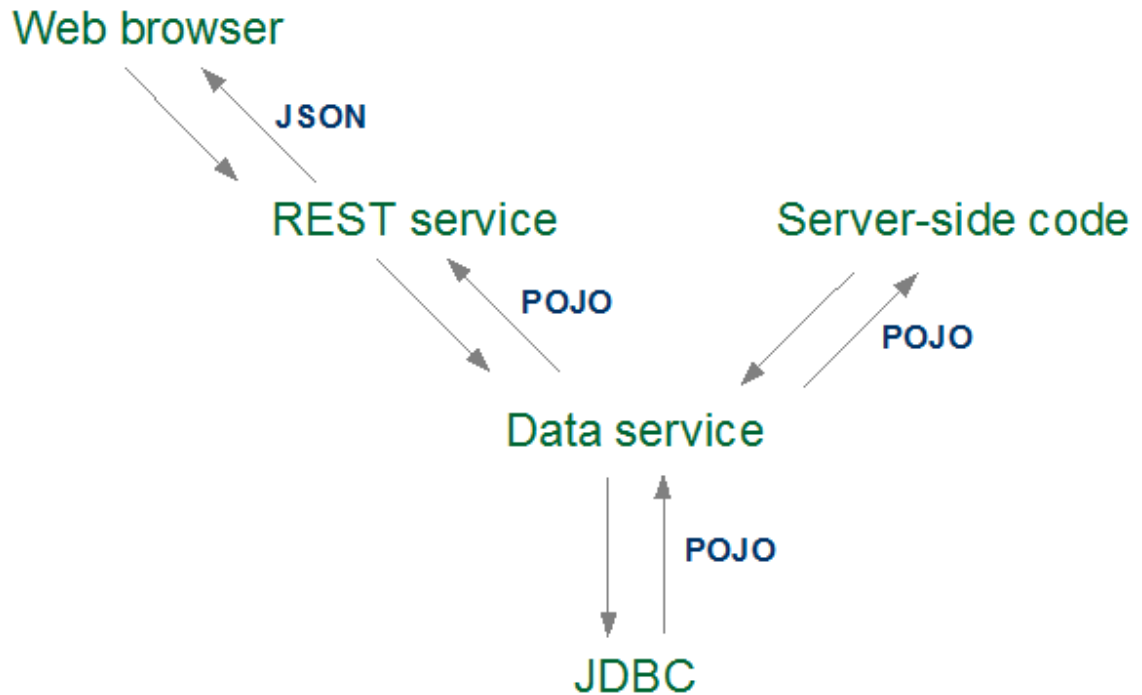 Web browser
JSON
REST service
Server-side code
POJO
POJO
Data service
POJO
JDBC